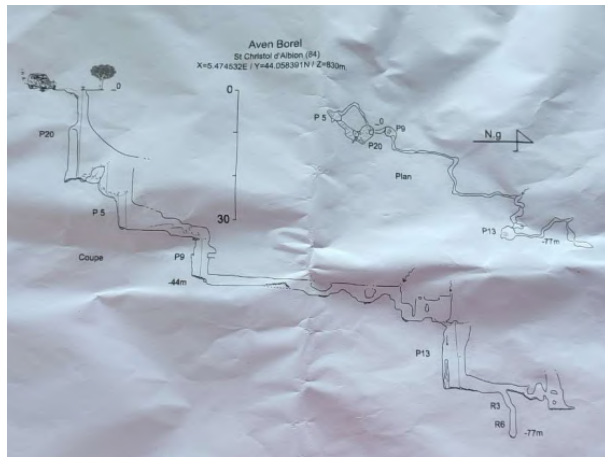 Aven Borel
St Christol d'Albion (84)
X=5.474532E / Y=44.058391N / Z=839m
0
0
P20
P 5
30
Coupe
P9
-44m
P13
R3
R6
-77m
P 5
0
P9
P20
N.g
Plan
P13
-77m